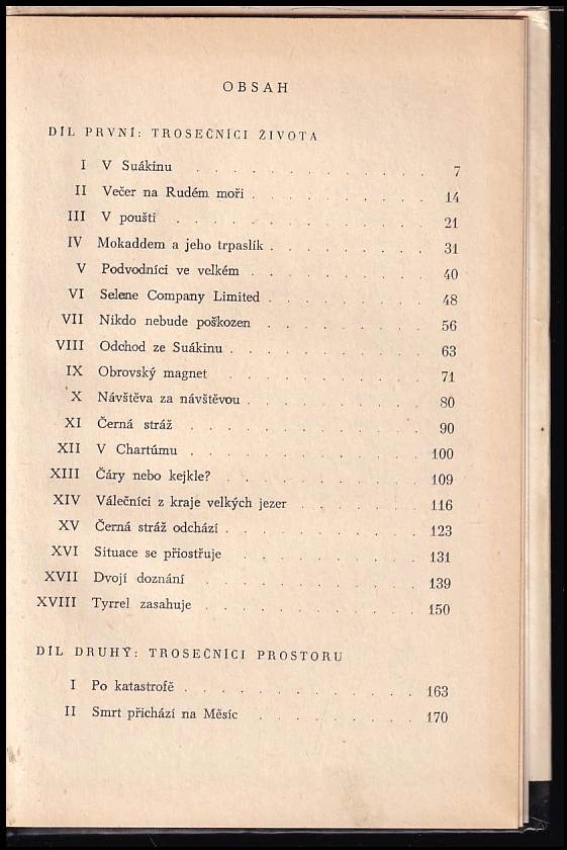 OBSAH
DÍL PRVNÍ: TROSEČNÍCI ŽIVOTA
I V Suákinu . . . . . . . . . . 7
II Večer na Rudém moři . . . . . . . . 14
III V poušti . . . . . . . . . . 21
IV Mokaddem a jeho trpaslík . . . . . . . 31
V Podvodníci ve velkém . . . . . . . . 40
VI Selene Company Limited . . . . . . . 48
VII Nikdo nebude poškozen . . . . . . . 56
VIII Odchod ze Suákinu . . . . . . . . . 63
IX Obrovský magnet . . . . . . . . . 71
X Návštěva za návštěvou . . . . . . . . 80
XI Černá stráž . . . . . . . . . . 90
XII V Chartúmu . . . . . . . . . . 100
XIII Čáry nebo kejkle? . . . . . . . . . 109
XIV Válečníci z kraje velkých jezer . . . . . . 116
XV Černá stráž odchází . . . . . . . . . 123
XVI Situace se přiostřuje . . . . . . . . 131
XVII Dvojí doznání . . . . . . . . . . 139
XVIII Tyrrel zasahuje . . . . . . . . . . 150
DÍL DRUHÝ: TROSEČNÍCI PROSTORU
I Po katastrofě . . . . . . . . . . . 163
II Smrt přichází na Měsíc . . . . . . . . 170